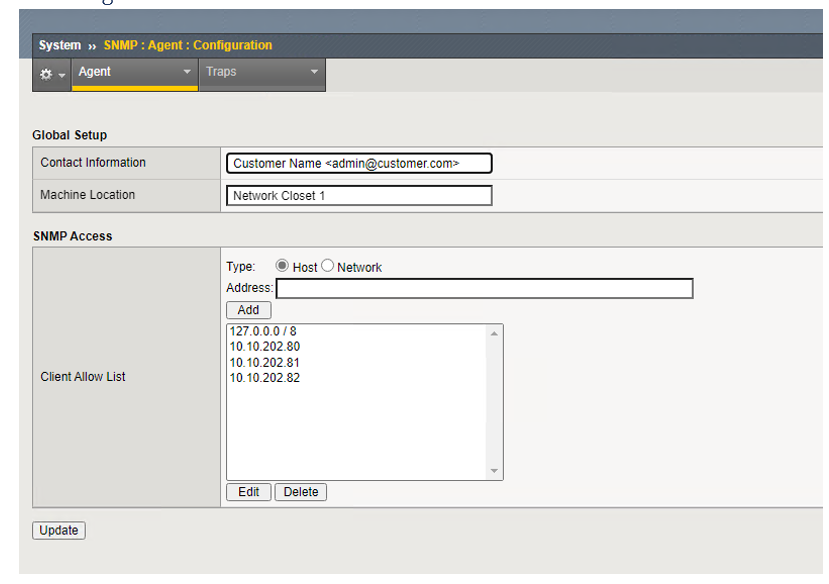 System » SNMP : Agent : Configuration
Agent Traps
Global Setup
Contact Information Customer Name <admin@customer.com>
Machine Location Network Closet 1
SNMP Access
Type: Host Network
Address:
Add
127.0.0.0 / 8
10.10.202.80
10.10.202.81
10.10.202.82
Client Allow List
Edit Delete
Update